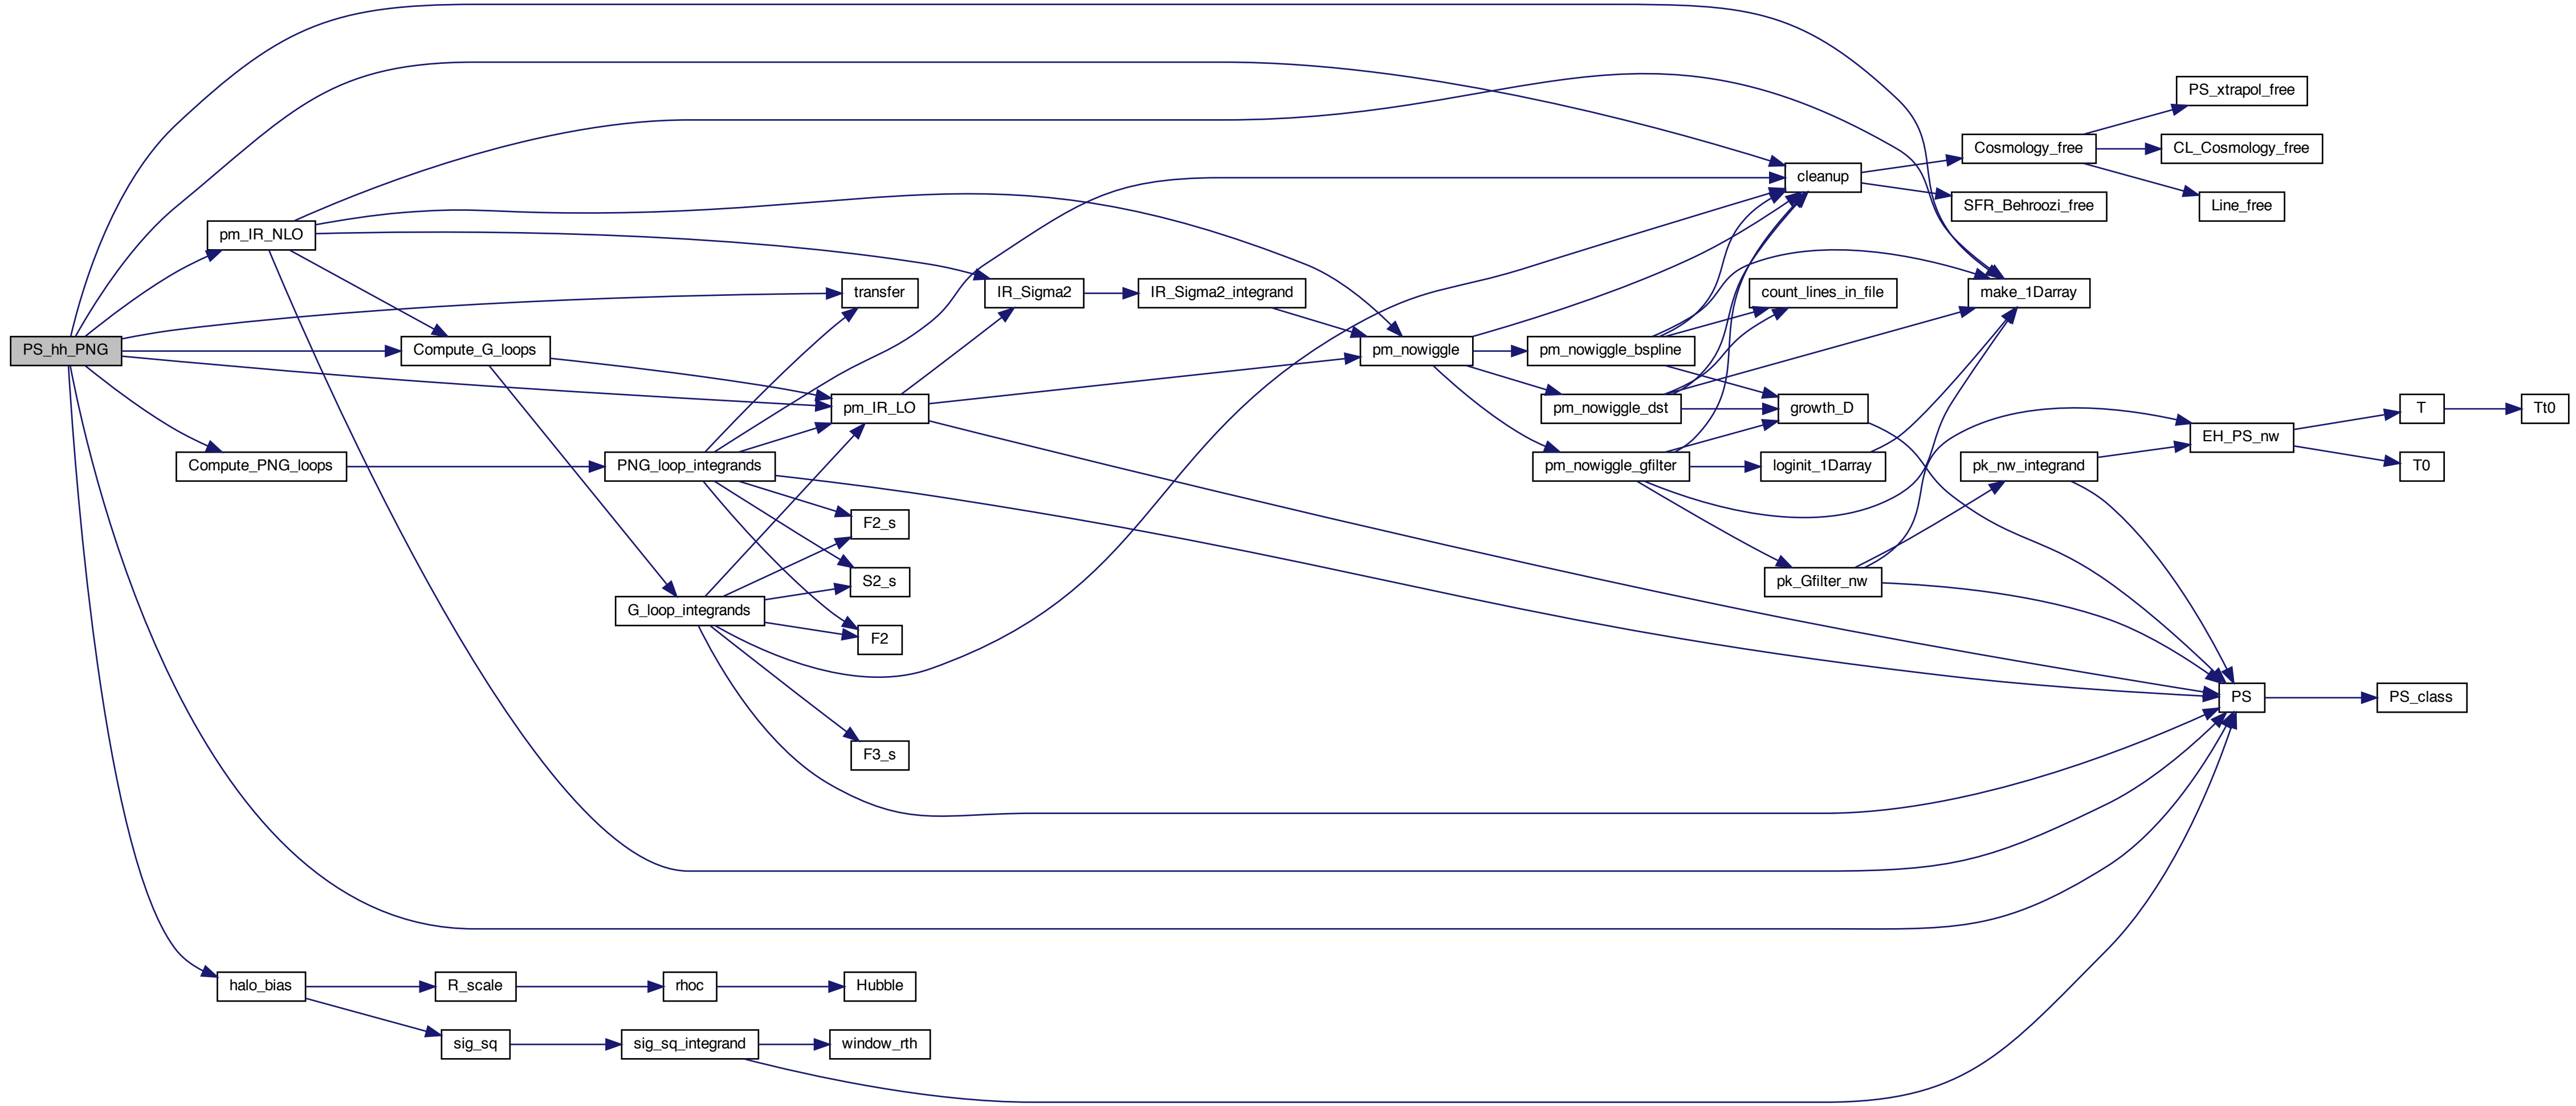 PS_hh_PNG
pm_IR_NLO
Compute_PNG_loops
halo_bias
Compute_G_loops
R_scale
sig_sq
PNG_loop_integrands
G_loop_integrands
rhoc
sig_sq_integrand
transfer
pm_IR_LO
F2_s
S2_s
F2
F3_s
Hubble
window_rth
IR_Sigma2
IR_Sigma2_integrand
pm_nowiggle
pm_nowiggle_bspline
pm_nowiggle_dst
pm_nowiggle_gfilter
cleanup
count_lines_in_file
growth_D
loginit_1Darray
pk_Gfilter_nw
Cosmology_free
SFR_Behroozi_free
make_1Darray
pk_nw_integrand
PS_xtrapol_free
CL_Cosmology_free
Line_free
EH_PS_nw
PS
T
T0
PS_class
Tt0